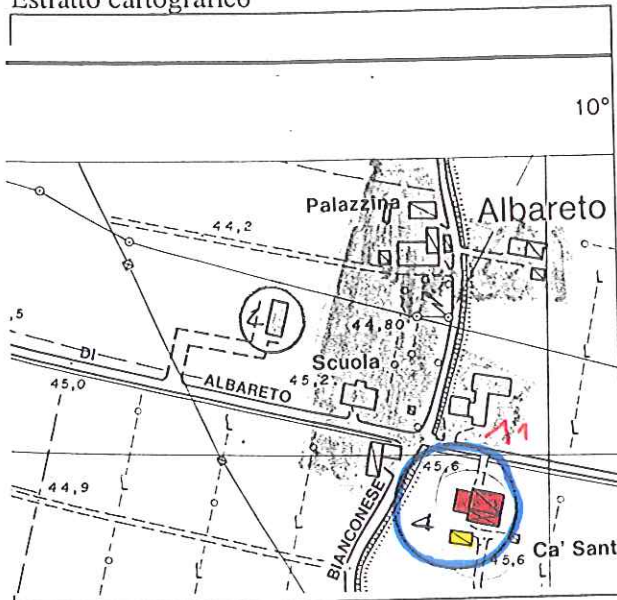 Estratto cartografico
10°
Palazzina
Albareto
44,2
4
44,80
,5
Scuola
DI ALBARETO
45,2
45,0
11
45,6
44,9
4
BIANCONESE
Ca' Sant
45,6